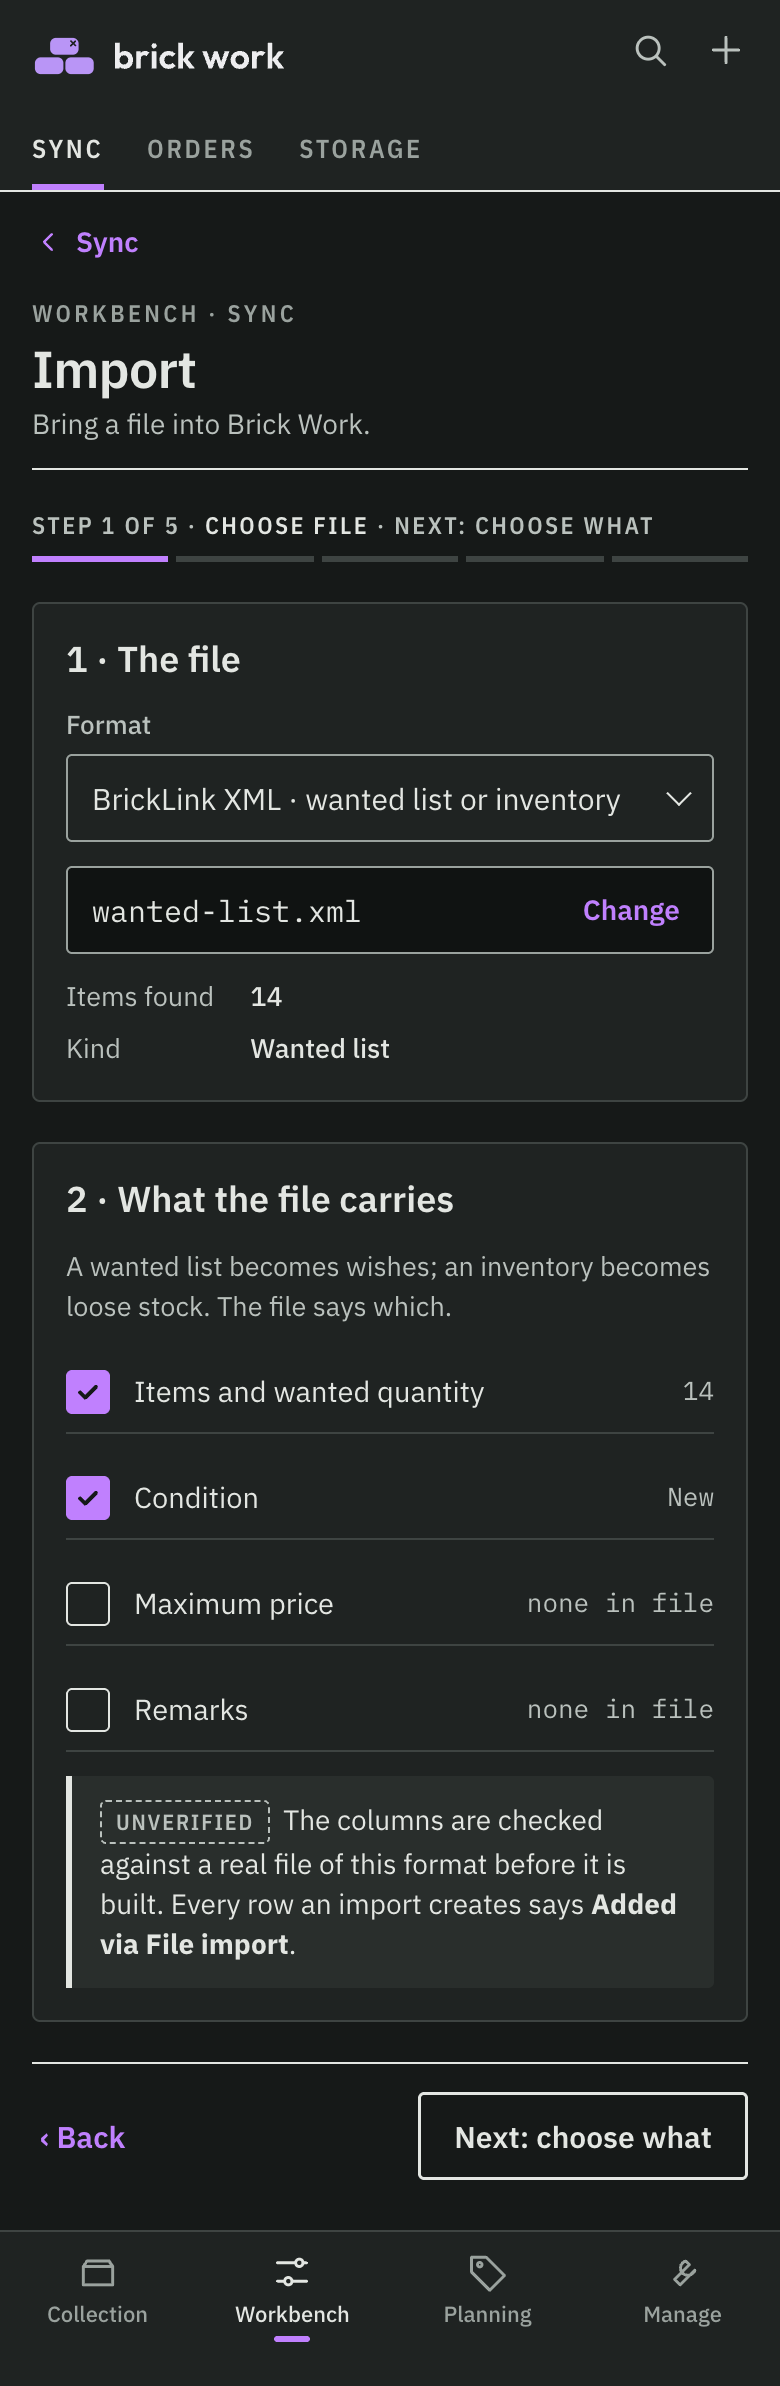 brick work
SYNC ORDERS STORAGE
Sync
WORKBENCH · SYNC
Import
Bring a file into Brick Work.
STEP 1 OF 5 · CHOOSE FILE · NEXT: CHOOSE WHAT
1 · The file
Format
BrickLink XML · wanted list or inventory
wanted-list.xml Change
Items found 14
Kind Wanted list
2 · What the file carries
A wanted list becomes wishes; an inventory becomes
loose stock. The file says which.
Items and wanted quantity 14
Condition New
Maximum price none in file
Remarks none in file
UNVERIFIED The columns are checked
against a real file of this format before it is
built. Every row an import creates says Added
via File import.
‹ Back Next: choose what
Collection Workbench Planning Manage